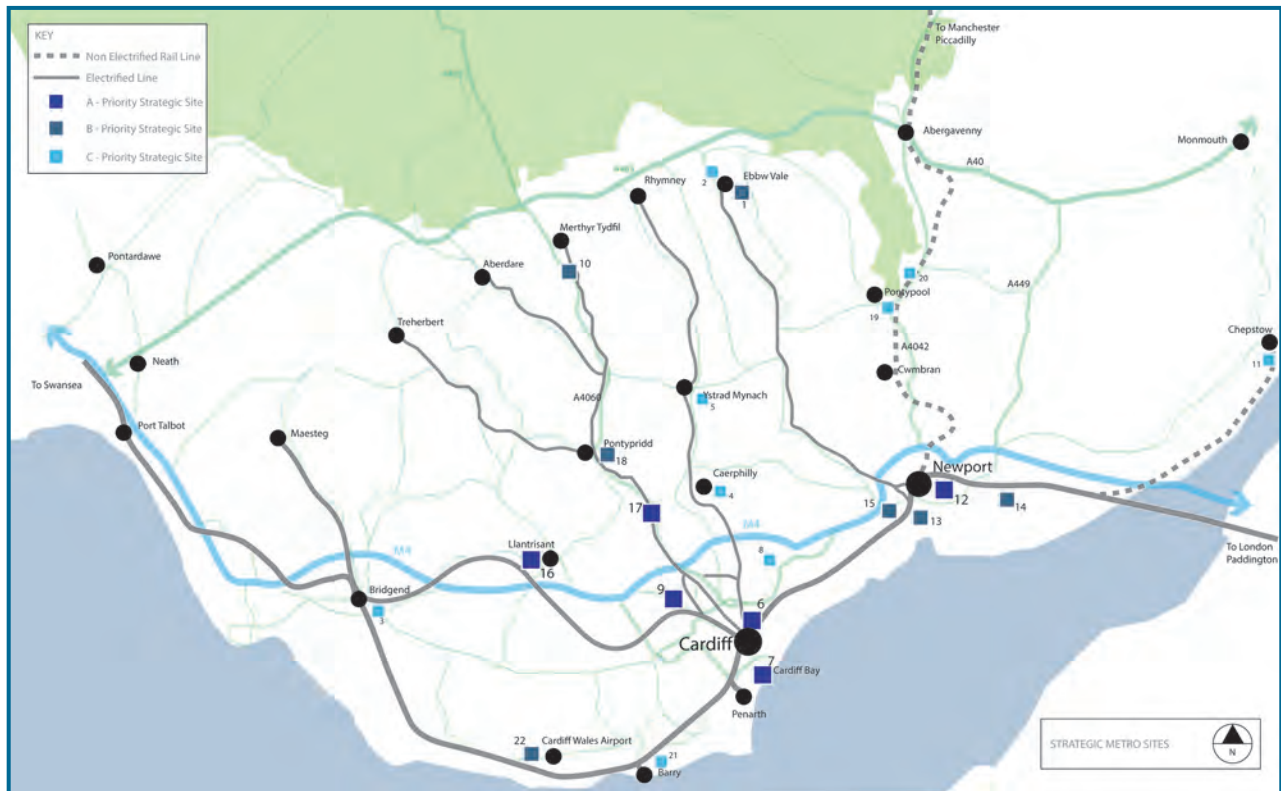 KEY
Non Electrified Rail Line
Electrified Line
A - Priority Strategic Site
B - Priority Strategic Site
C - Priority Strategic Site
To Manchester
Piccadilly
Abergavenny
A40
Monmouth
A465
Rhymney
2
Ebbw Vale
1
Merthyr Tydfil
10
Aberdare
Pontardawe
20
Pontypool
19
A449
Treherbert
A4042
Chepstow
11
Neath
To Swansea
Cwmbran
A4060
Ystrad Mynach
5
Port Talbot
Maesteg
Pontypridd
18
Caerphilly
4
Newport
12
15
13
14
17
M4
Llantrisant
16
M4
8
To London
Paddington
Bridgend
3
9
6
Cardiff
7
Cardiff Bay
Penarth
22
Cardiff Wales Airport
21
Barry
STRATEGIC METRO SITES
N